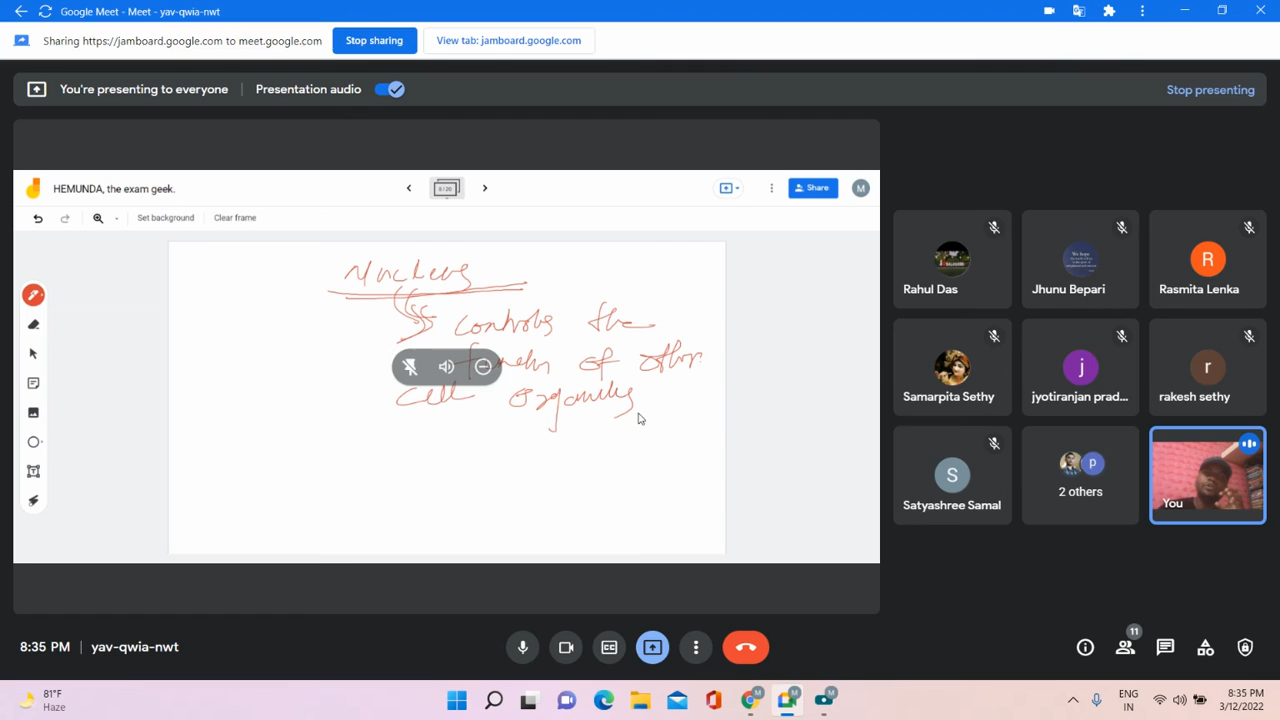 Google Meet - Meet - yav-qwia-nwt
Sharing https://jamboard.google.com to meet.google.com
Stop sharing
View tab: jamboard.google.com
You're presenting to everyone
Presentation audio
Stop presenting
HEMUNDA, the exam geek.
8/20
Share
M
Set background
Clear frame
Nucleus
controls the
of other
cell
Rahul Das
Jhunu Bepari
R
Rasmita Lenka
Samarpita Sethy
j
jyotiranjan prad...
r
rakesh sethy
S
Satyashree Samal
p
2 others
You
8:35 PM
yav-qwia-nwt
CC
11
81°F
Haze
M
M
M
ENG
IN
8:35 PM
3/12/2022